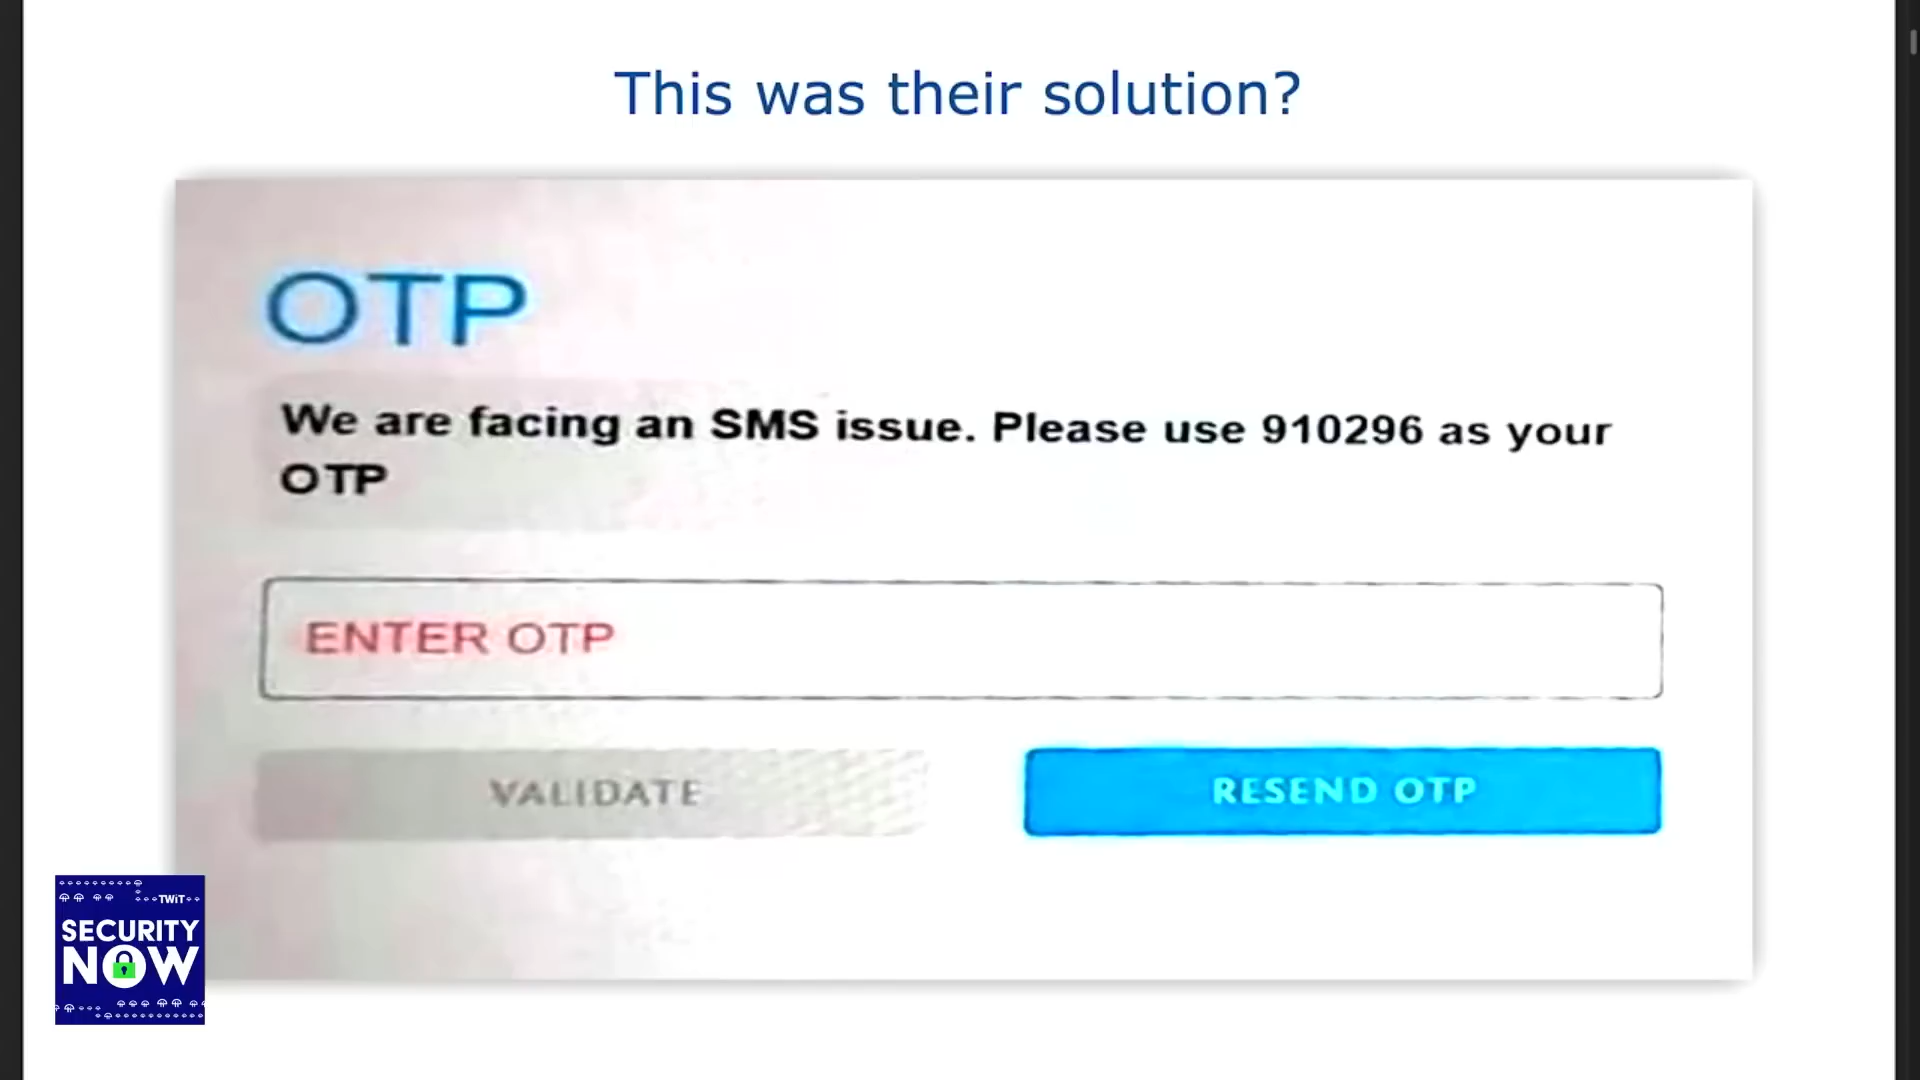 This was their solution?
OTP
We are facing an SMS issue. Please use 910296 as your
OTP
ENTER OTP
VALIDATE
RESEND OTP
TWiT
SECURITY
NOW